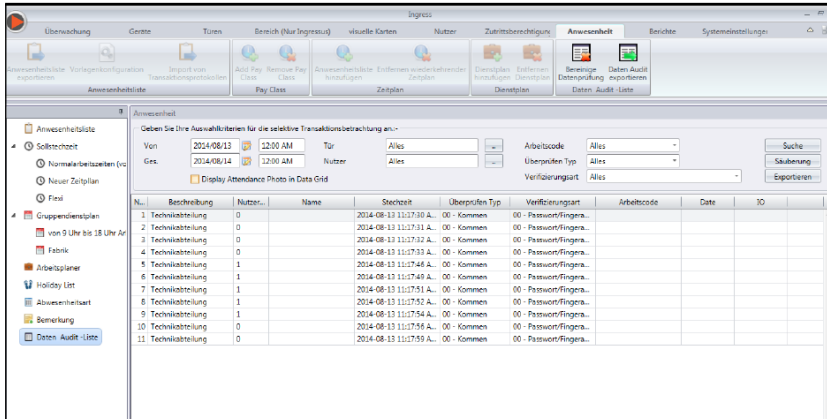 Ingress
Überwachung Geräte Türen Bereich (Nur Ingressus) visuelle Karten Nutzer Zutrittsberechtigung Anwesenheit Berichte Systemeinstellungen
Anwesenheitsliste exportieren
Vorlagenkonfiguration
Import von Transaktionsprotokollen
Add Pay Class
Remove Pay Class
Anwesenheitsliste hinzufügen
Entfernen wiederkehrender Zeitplan
Dienstplan hinzufügen
Entfernen Dienstplan
Bereinige Datenprüfung
Daten Audit exportieren
Anwesenheitsliste Pay Class Zeitplan Dienstplan Daten Audit -Liste
Anwesenheitsliste
Sollstechzeit
Normalarbeitszeiten (vo
Neuer Zeitplan
Flexi
Gruppendienstplan
von 9 Uhr bis 18 Uhr Ar
Fabrik
Arbeitsplaner
Holiday List
Abwesenheitsart
Bemerkung
Daten Audit -Liste
Anwesenheit
Geben Sie Ihre Auswahlkriterien für die selektive Transaktionsbetrachtung an.:-
Von 2014/08/13 12:00 AM Tür Alles ... Arbeitscode Alles Suche
Ges. 2014/08/14 12:00 AM Nutzer Alles ... Überprüfen Typ Alles Säuberung
Display Attendance Photo in Data Grid Verifizierungsart Alles Exportieren
N... Beschreibung Nutzer... Name Stechzeit Überprüfen Typ Verifizierungsart Arbeitscode Date IO
1 Technikabteilung 0 2014-08-13 11:17:30 A... 00 - Kommen 00 - Passwort/Fingera...
2 Technikabteilung 0 2014-08-13 11:17:31 A... 00 - Kommen 00 - Passwort/Fingera...
3 Technikabteilung 0 2014-08-13 11:17:32 A... 00 - Kommen 00 - Passwort/Fingera...
4 Technikabteilung 0 2014-08-13 11:17:33 A... 00 - Kommen 00 - Passwort/Fingera...
5 Technikabteilung 1 2014-08-13 11:17:46 A... 00 - Kommen 00 - Passwort/Fingera...
6 Technikabteilung 1 2014-08-13 11:17:49 A... 00 - Kommen 00 - Passwort/Fingera...
7 Technikabteilung 1 2014-08-13 11:17:51 A... 00 - Kommen 00 - Passwort/Fingera...
8 Technikabteilung 1 2014-08-13 11:17:52 A... 00 - Kommen 00 - Passwort/Fingera...
9 Technikabteilung 1 2014-08-13 11:17:54 A... 00 - Kommen 00 - Passwort/Fingera...
10 Technikabteilung 0 2014-08-13 11:17:56 A... 00 - Kommen 00 - Passwort/Fingera...
11 Technikabteilung 0 2014-08-13 11:17:59 A... 00 - Kommen 00 - Passwort/Fingera...